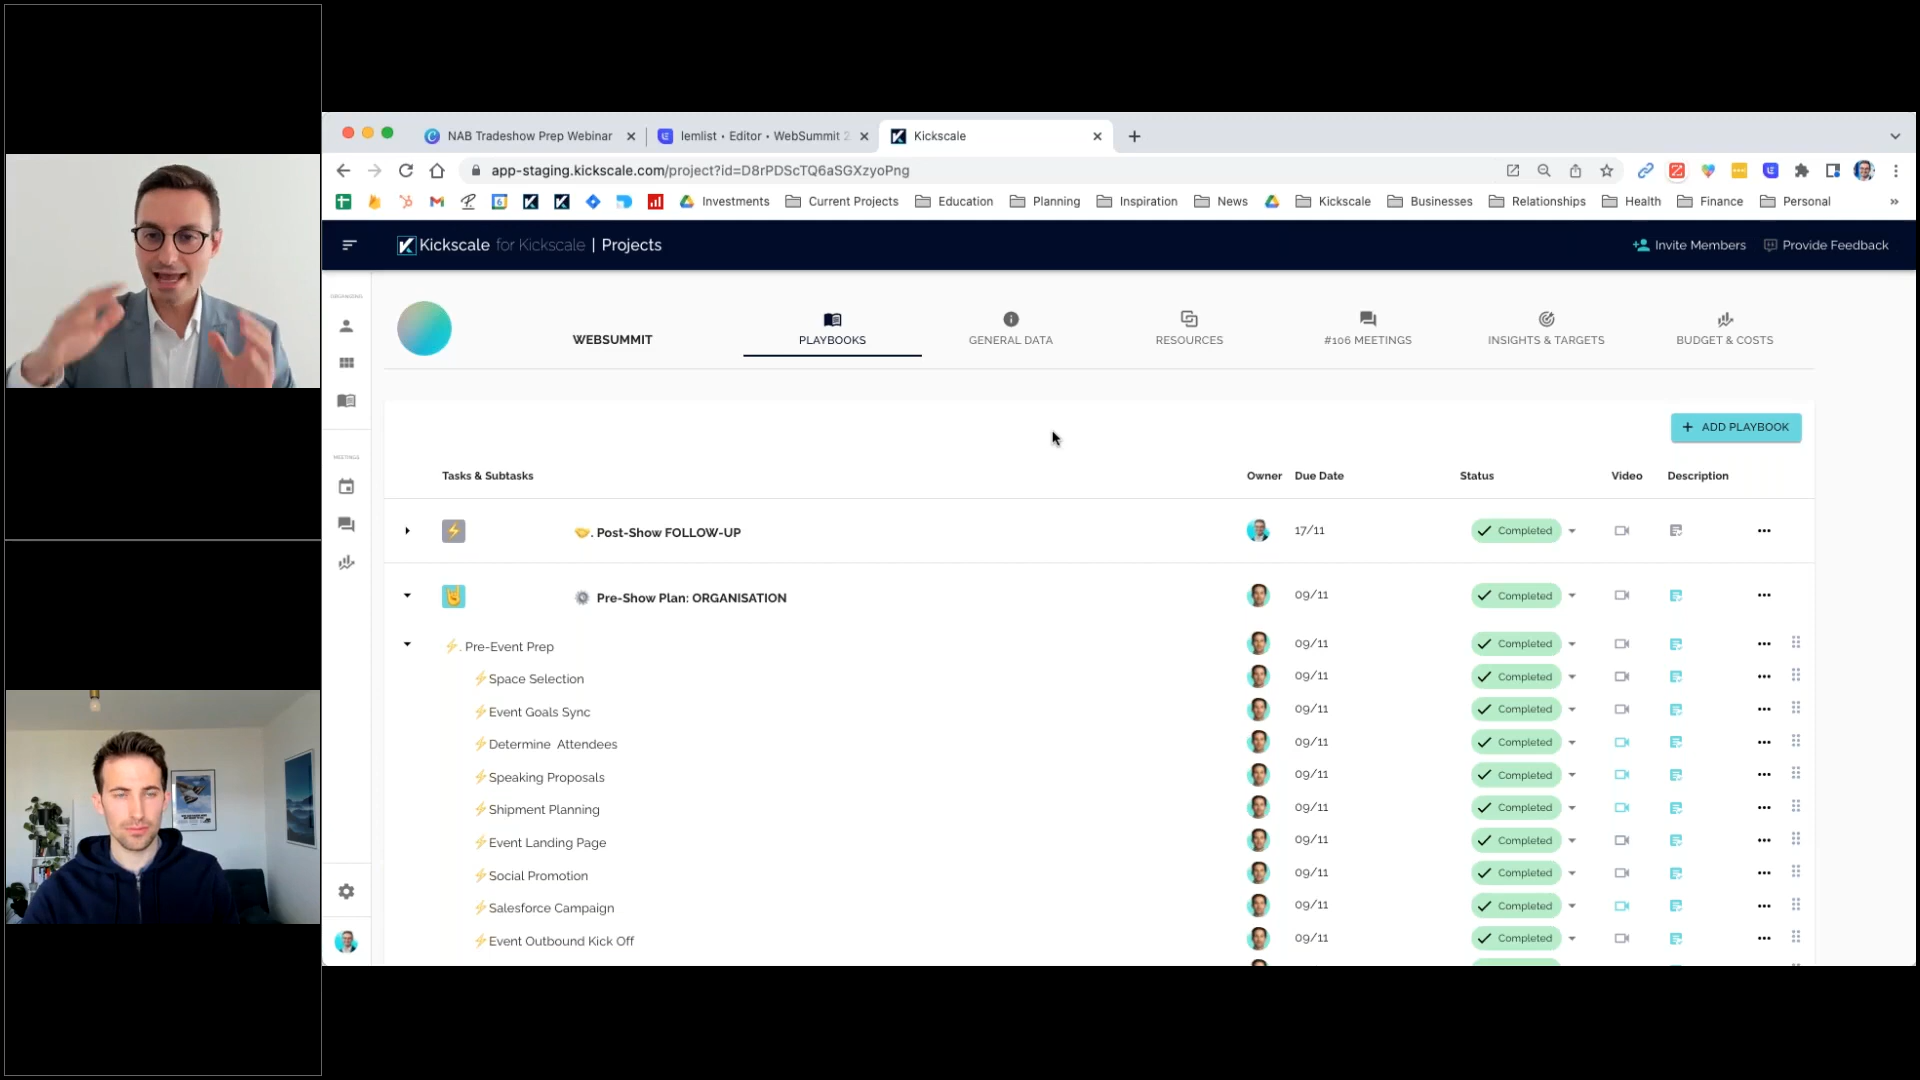 NAB Tradeshow Prep Webinar
lemlist • Editor • WebSummit 2
Kickscale
app-staging.kickscale.com/project?id=D8rPDScTQ6aSGXzyoPng
Investments
Current Projects
Education
Planning
Inspiration
News
Kickscale
Businesses
Relationships
Health
Finance
Personal
»
Kickscale for Kickscale | Projects
Invite Members
Provide Feedback
MEETINGS
WEBSUMMIT
PLAYBOOKS
GENERAL DATA
RESOURCES
#106 MEETINGS
INSIGHTS & TARGETS
BUDGET & COSTS
+ ADD PLAYBOOK
Tasks & Subtasks Owner Due Date Status Video Description
. Post-Show FOLLOW-UP 17/11 Completed
Pre-Show Plan: ORGANISATION 09/11 Completed
. Pre-Event Prep 09/11 Completed
Space Selection 09/11 Completed
Event Goals Sync 09/11 Completed
Determine Attendees 09/11 Completed
Speaking Proposals 09/11 Completed
Shipment Planning 09/11 Completed
Event Landing Page 09/11 Completed
Social Promotion 09/11 Completed
Salesforce Campaign 09/11 Completed
Event Outbound Kick Off 09/11 Completed